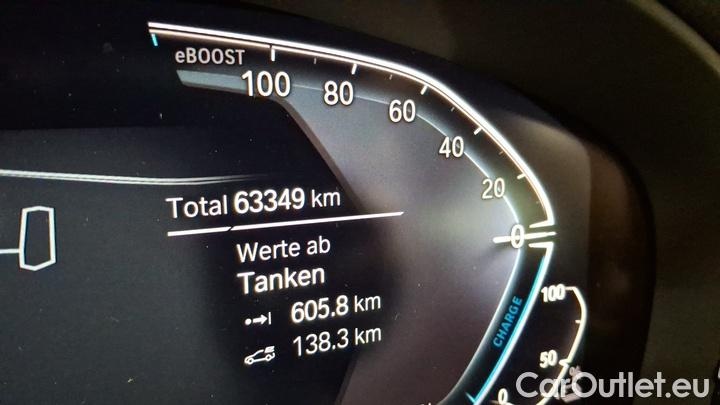 eBOOST
100
80
60
40
20
0
Total 63349 km
Werte ab
Tanken
605.8 km
138.3 km
CHARGE
100
50
%
0
CarOutlet.eu